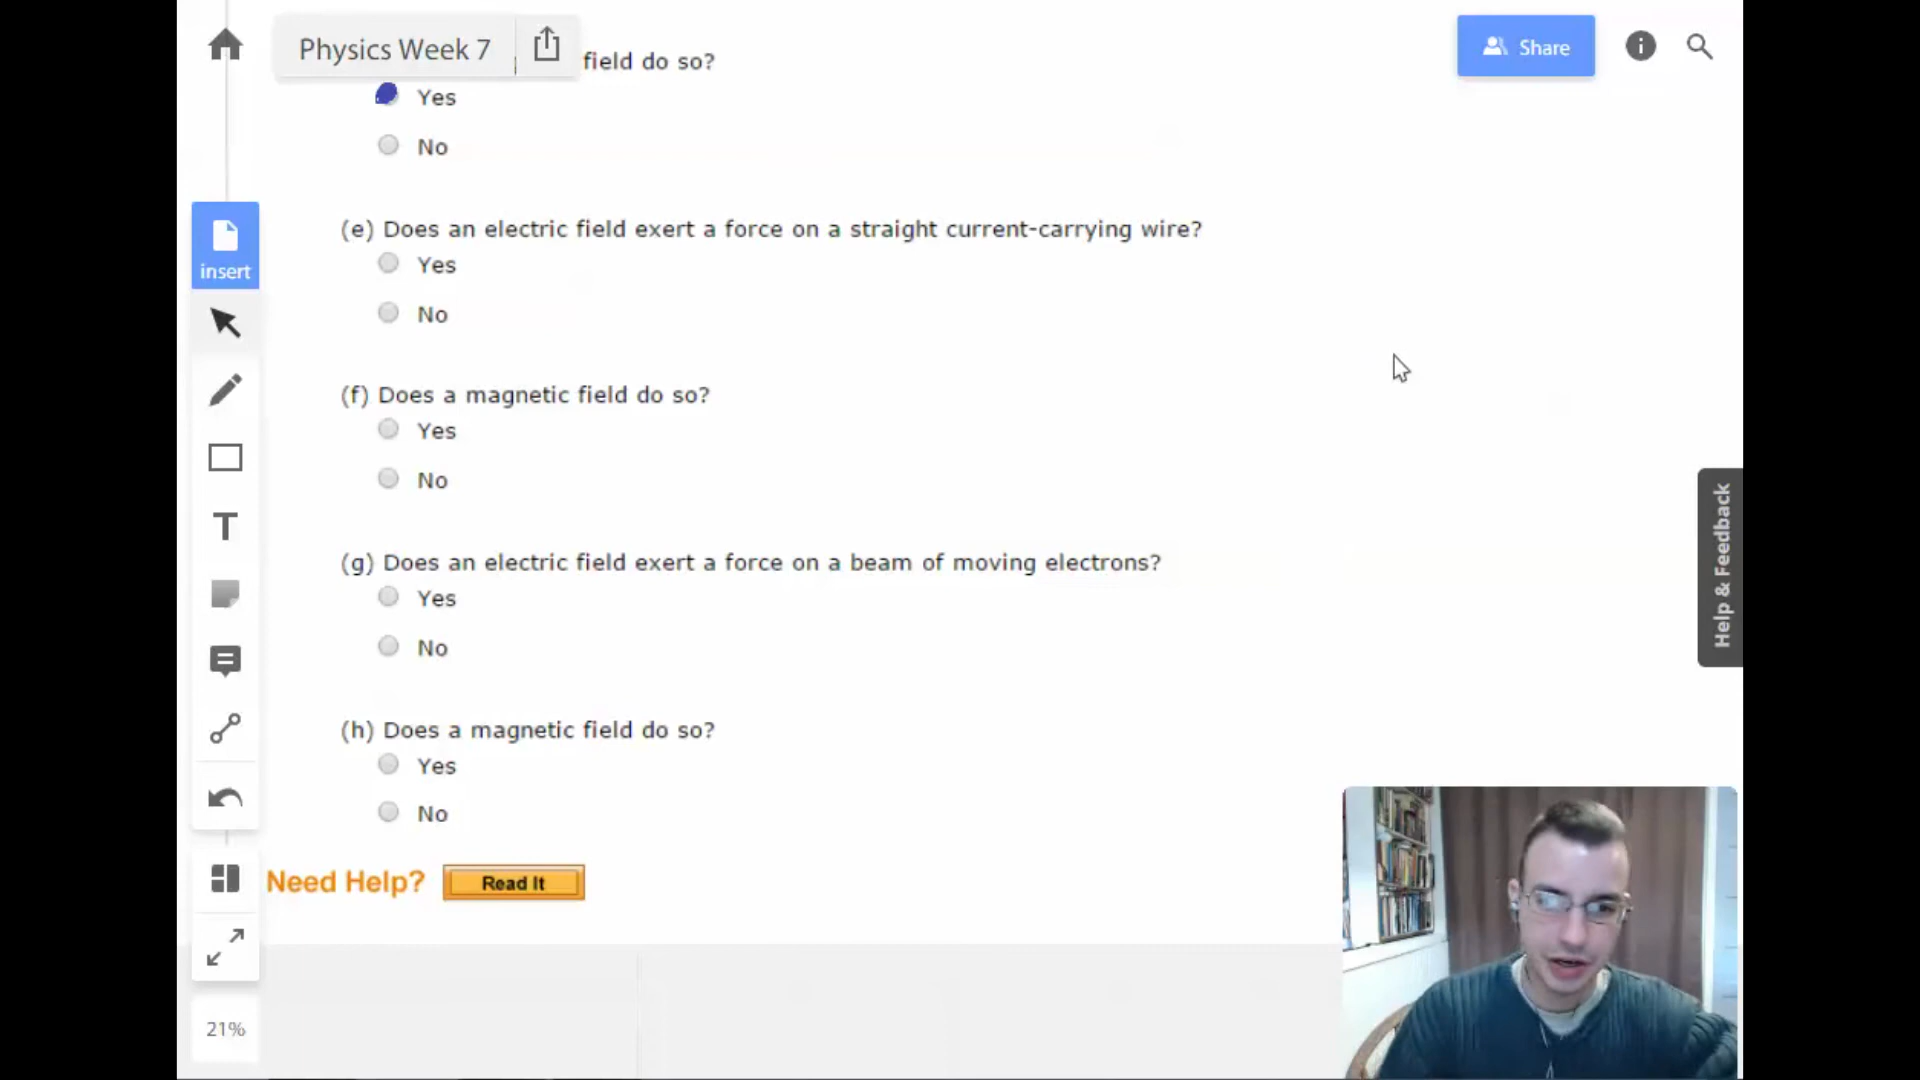 Physics Week 7
field do so?
Share
Yes
No
(e) Does an electric field exert a force on a straight current-carrying wire?
Yes
No
insert
(f) Does a magnetic field do so?
Yes
No
(g) Does an electric field exert a force on a beam of moving electrons?
Yes
No
Help & Feedback
(h) Does a magnetic field do so?
Yes
No
Need Help? Read It
21%